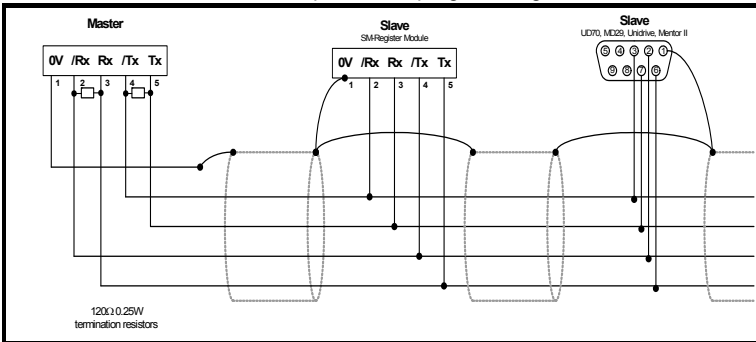 Master
0V /Rx Rx /Tx Tx
1 2 3 4 5
120Ω 0.25W
termination resistors
Slave
SM-Register Module
0V /Rx Rx /Tx Tx
1 2 3 4 5
Slave
UD70, MD29, Unidrive, Mentor II
5 4 3 2 1
9 8 7 6